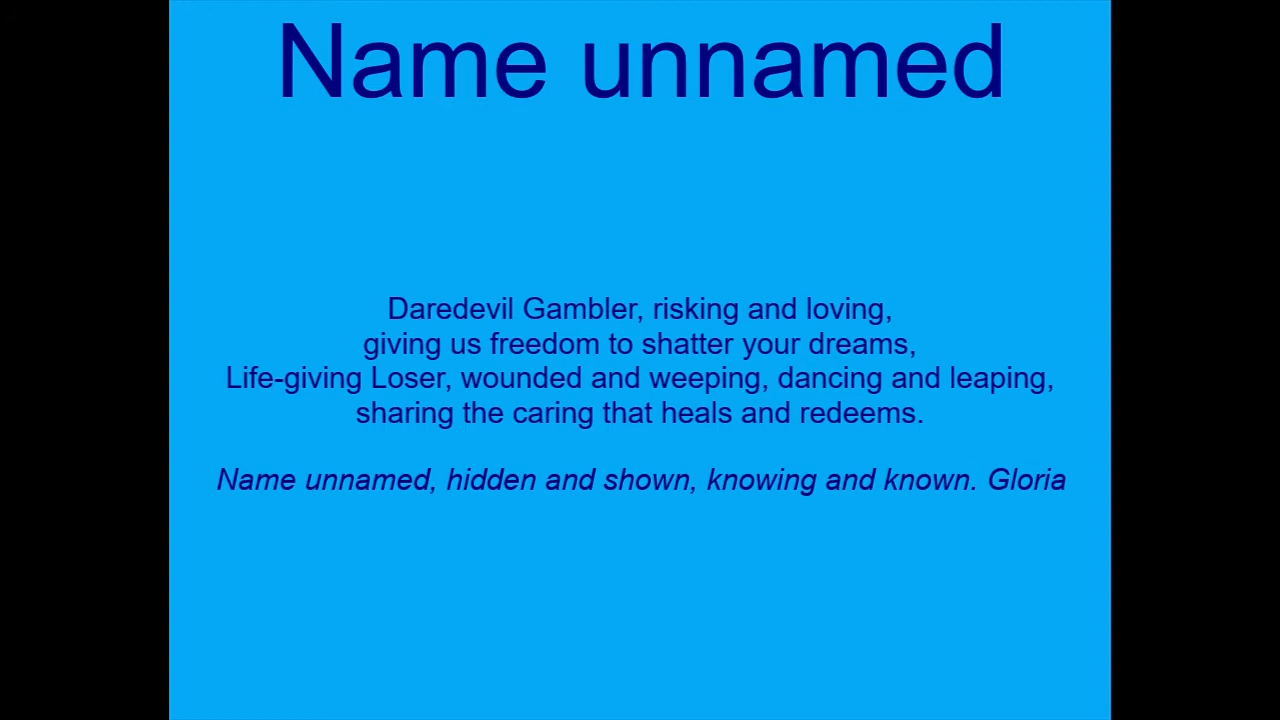 Name unnamed
Daredevil Gambler, risking and loving,
giving us freedom to shatter your dreams,
Life-giving Loser, wounded and weeping, dancing and leaping,
sharing the caring that heals and redeems.
Name unnamed, hidden and shown, knowing and known. Gloria